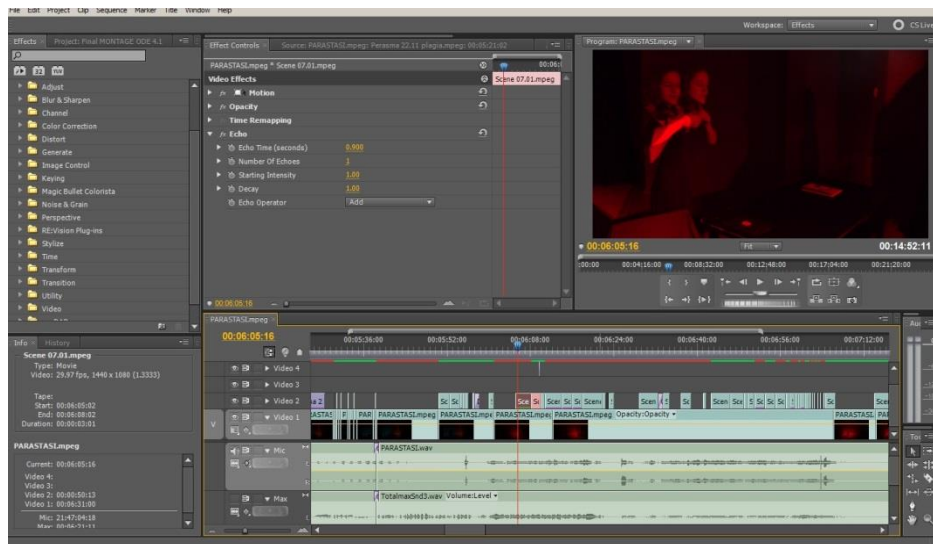 File Edit Project Clip Sequence Marker Title Window Help
Workspace: Effects CS Live
Effects Project: Final MONTAGE ODE 4.1
Adjust
Blur & Sharpen
Channel
Color Correction
Distort
Generate
Image Control
Keying
Magic Bullet Colorista
Noise & Grain
Perspective
RE:Vision Plug-ins
Stylize
Time
Transform
Transition
Utility
Video
Effect Controls Source: PARASTASI.mpeg: Perasma 22.11 plagia.mpeg: 00:05:21:02
PARASTASI.mpeg * Scene 07.01.mpeg 00:06:
Video Effects Scene 07.01.mpeg
Motion
Opacity
Time Remapping
Echo
Echo Time (seconds) 0.900
Number Of Echoes 1
Starting Intensity 1.00
Decay 1.00
Echo Operator Add
00:06:05:16
Program: PARASTASI.mpeg
00:06:05:16 Fit 00:14:52:11
:00:00 00:04:16:00 00:08:32:00 00:12:48:00 00:17:04:00 00:21:20:00
Info History
Scene 07.01.mpeg
Type: Movie
Video: 29.97 fps, 1440 x 1080 (1.3333)
Tape:
Start: 00:06:05:02
End: 00:06:08:02
Duration: 00:00:03:01
PARASTASI.mpeg
Current: 00:06:05:16
Video 4:
Video 3:
Video 2: 00:00:50:13
Video 1: 00:06:31:00
Mic: 21:47:04:18
Max: 00:06:21:11
PARASTASI.mpeg
00:06:05:16 00:05:36:00 00:05:52:00 00:06:08:00 00:06:24:00 00:06:40:00 00:06:56:00 00:07:12:00
Video 4
Video 3
Video 2
Video 1 PARASTASI.mpeg PARASTASI.mpeg Opacity:Opacity
Mic PARASTASI.wav
Max TotalmaxSnd3.wav Volume:Level